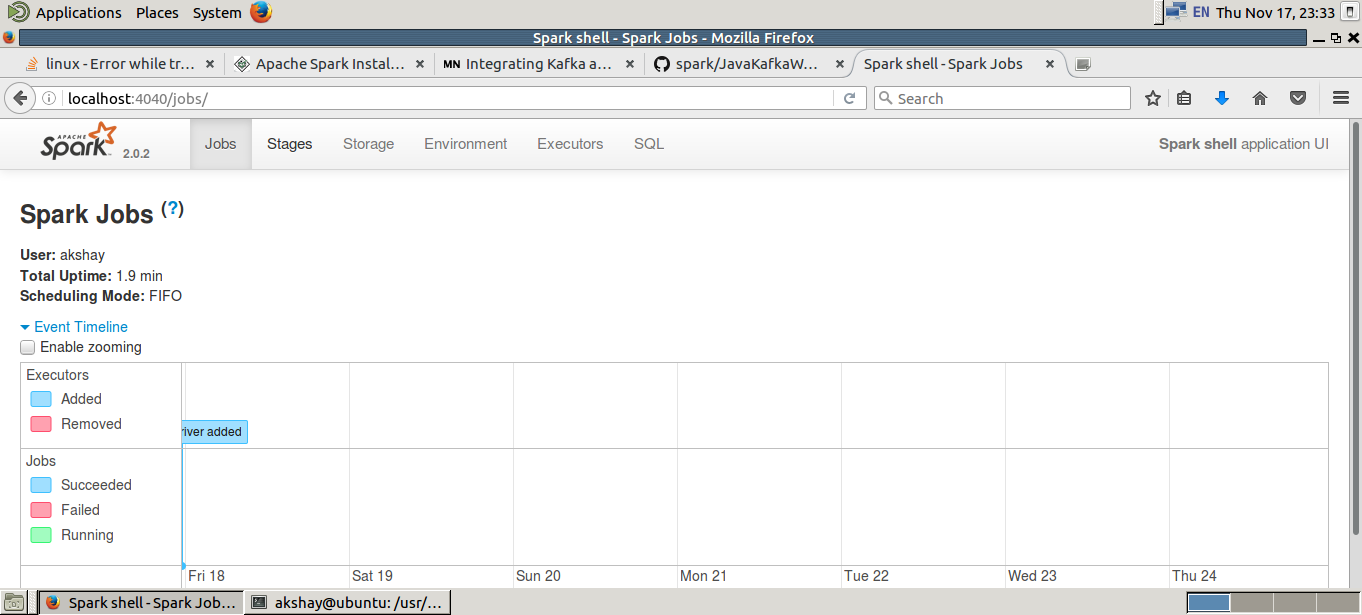 Applications Places System EN Thu Nov 17, 23:33
Spark shell - Spark Jobs - Mozilla Firefox
linux - Error while tr... Apache Spark Instal... MN Integrating Kafka a... spark/JavaKafkaW... Spark shell - Spark Jobs
localhost:4040/jobs/ Search
APACHE Spark 2.0.2 Jobs Stages Storage Environment Executors SQL Spark shell application UI
Spark Jobs (?)
User: akshay
Total Uptime: 1.9 min
Scheduling Mode: FIFO
Event Timeline
Enable zooming
Executors
Added
Removed
river added
Jobs
Succeeded
Failed
Running
Fri 18 Sat 19 Sun 20 Mon 21 Tue 22 Wed 23 Thu 24
Spark shell - Spark Job... akshay@ubuntu: /usr/...